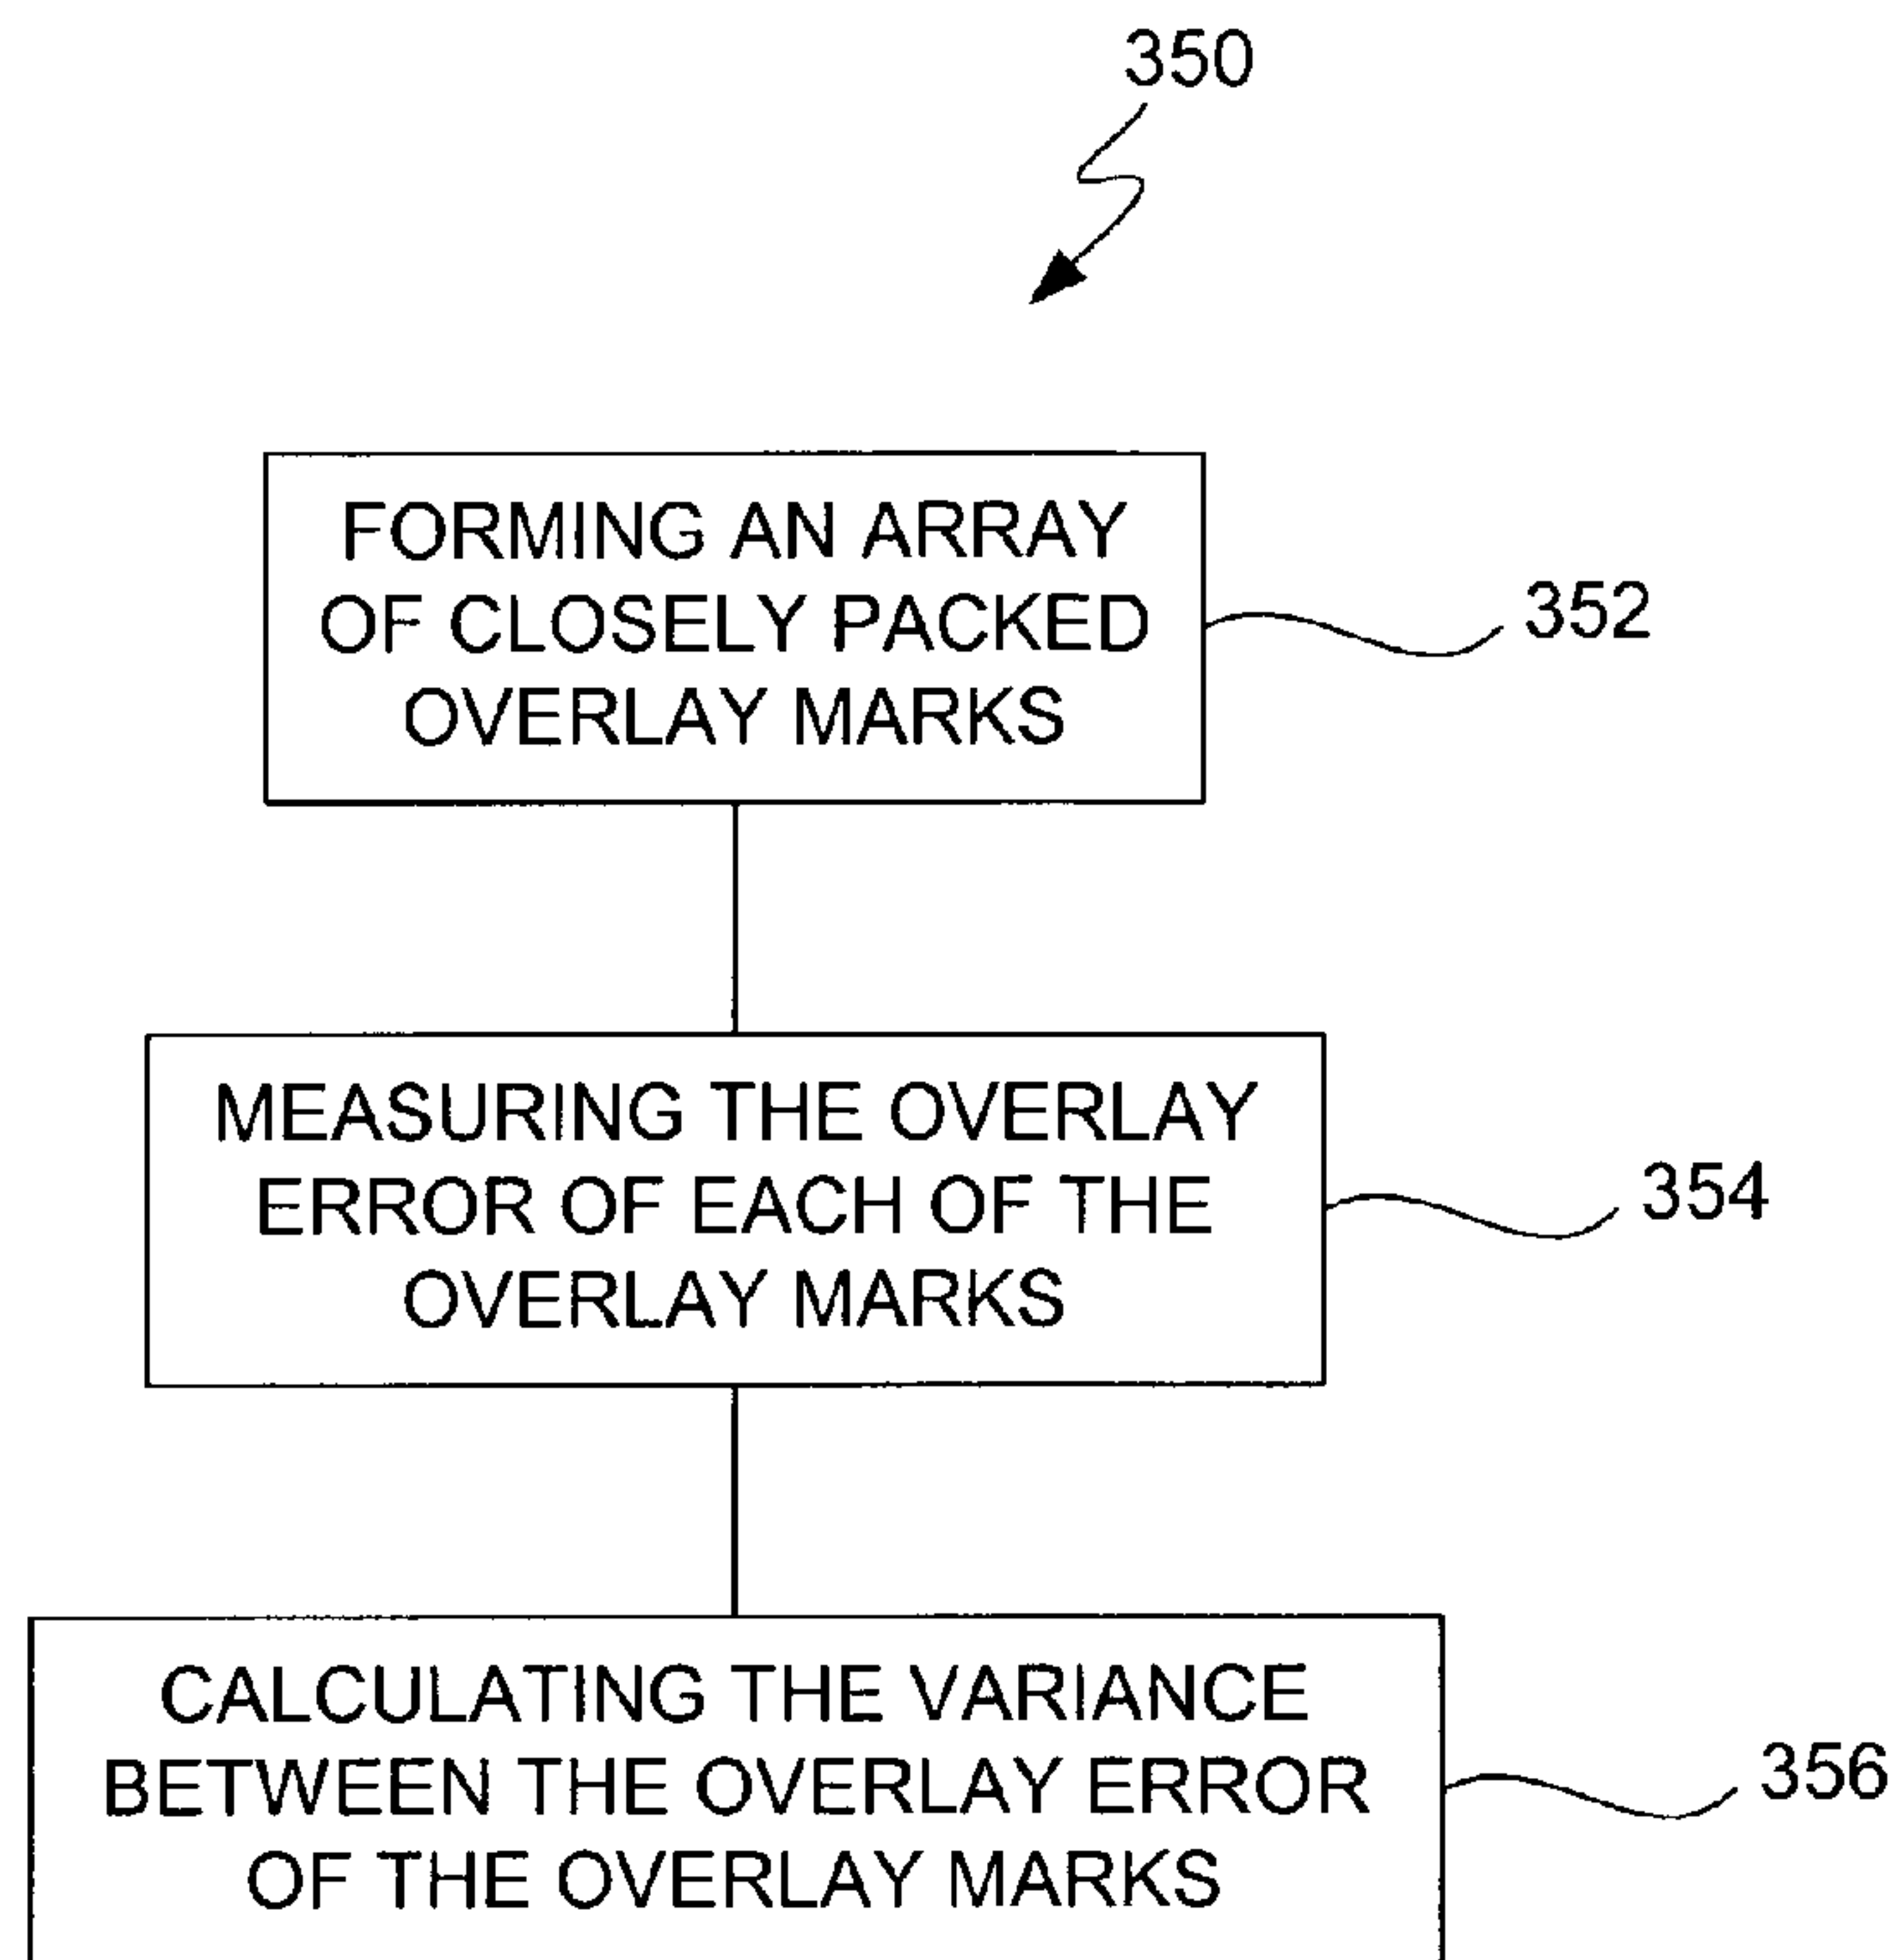 350
FORMING AN ARRAY
OF CLOSELY PACKED
OVERLAY MARKS
352
MEASURING THE OVERLAY
ERROR OF EACH OF THE
OVERLAY MARKS
354
CALCULATING THE VARIANCE
BETWEEN THE OVERLAY ERROR
OF THE OVERLAY MARKS
356